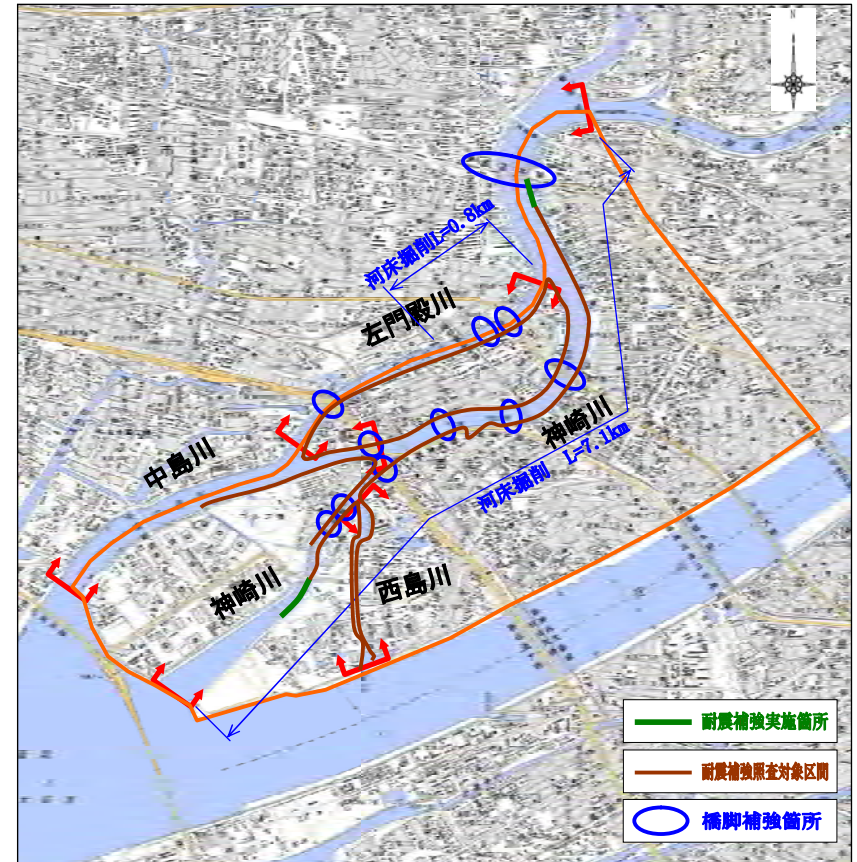 N
河床掘削L=0.8km
左門殿川
神崎川
河床掘削 L=7.1km
中島川
神崎川
西島川
耐震補強実施箇所
耐震補強照査対象区間
橋脚補強箇所